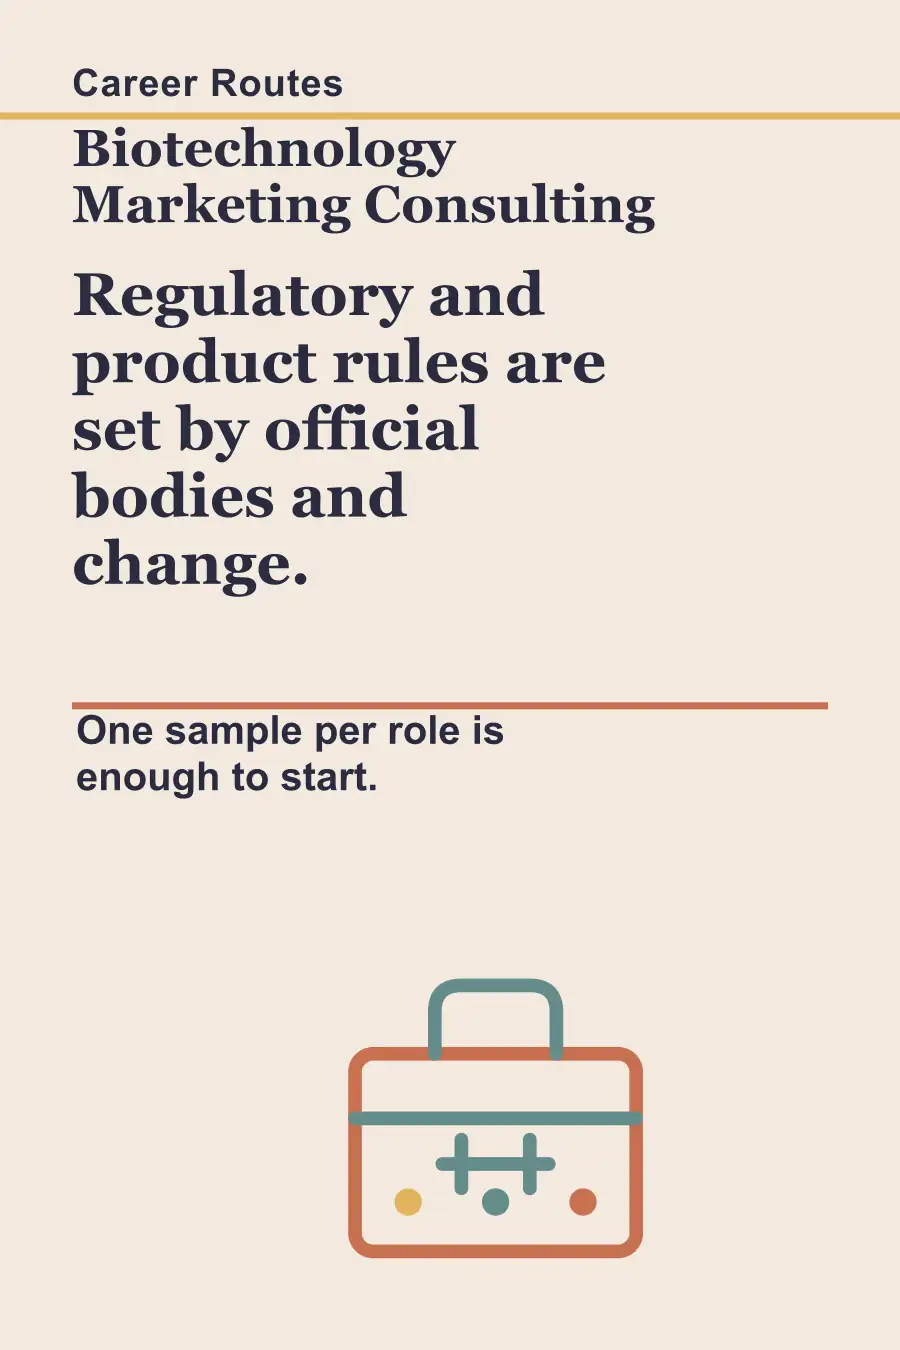 Career Routes
Biotechnology
Marketing Consulting
Regulatory and
product rules are
set by official
bodies and
change.
One sample per role is
enough to start.